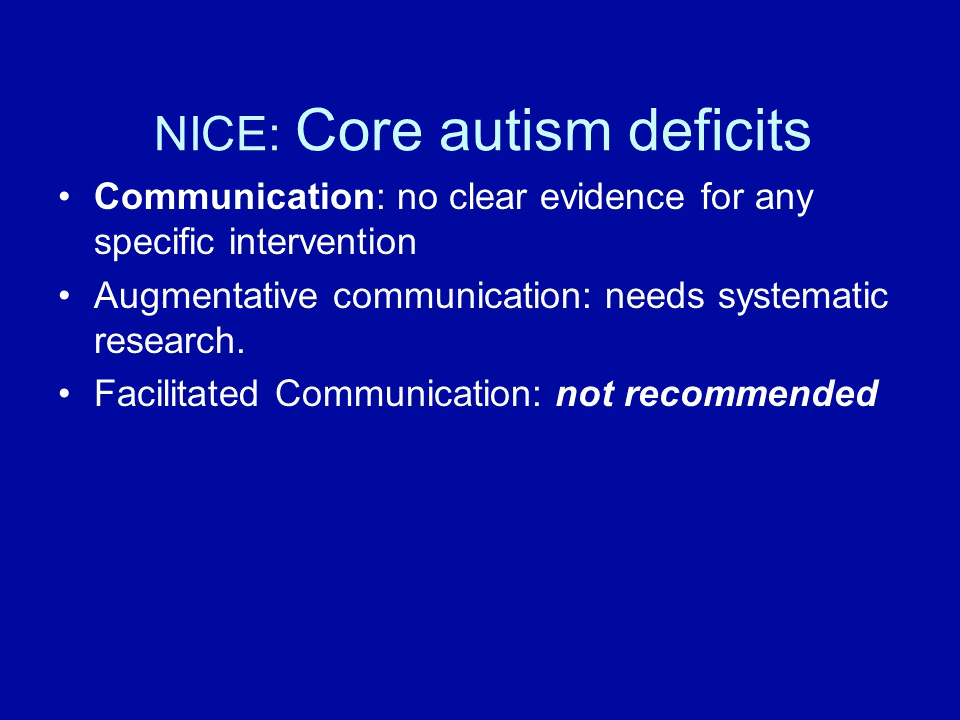 NICE: Core autism deficits
• Communication: no clear evidence for any
specific intervention
• Augmentative communication: needs systematic
research.
• Facilitated Communication: not recommended